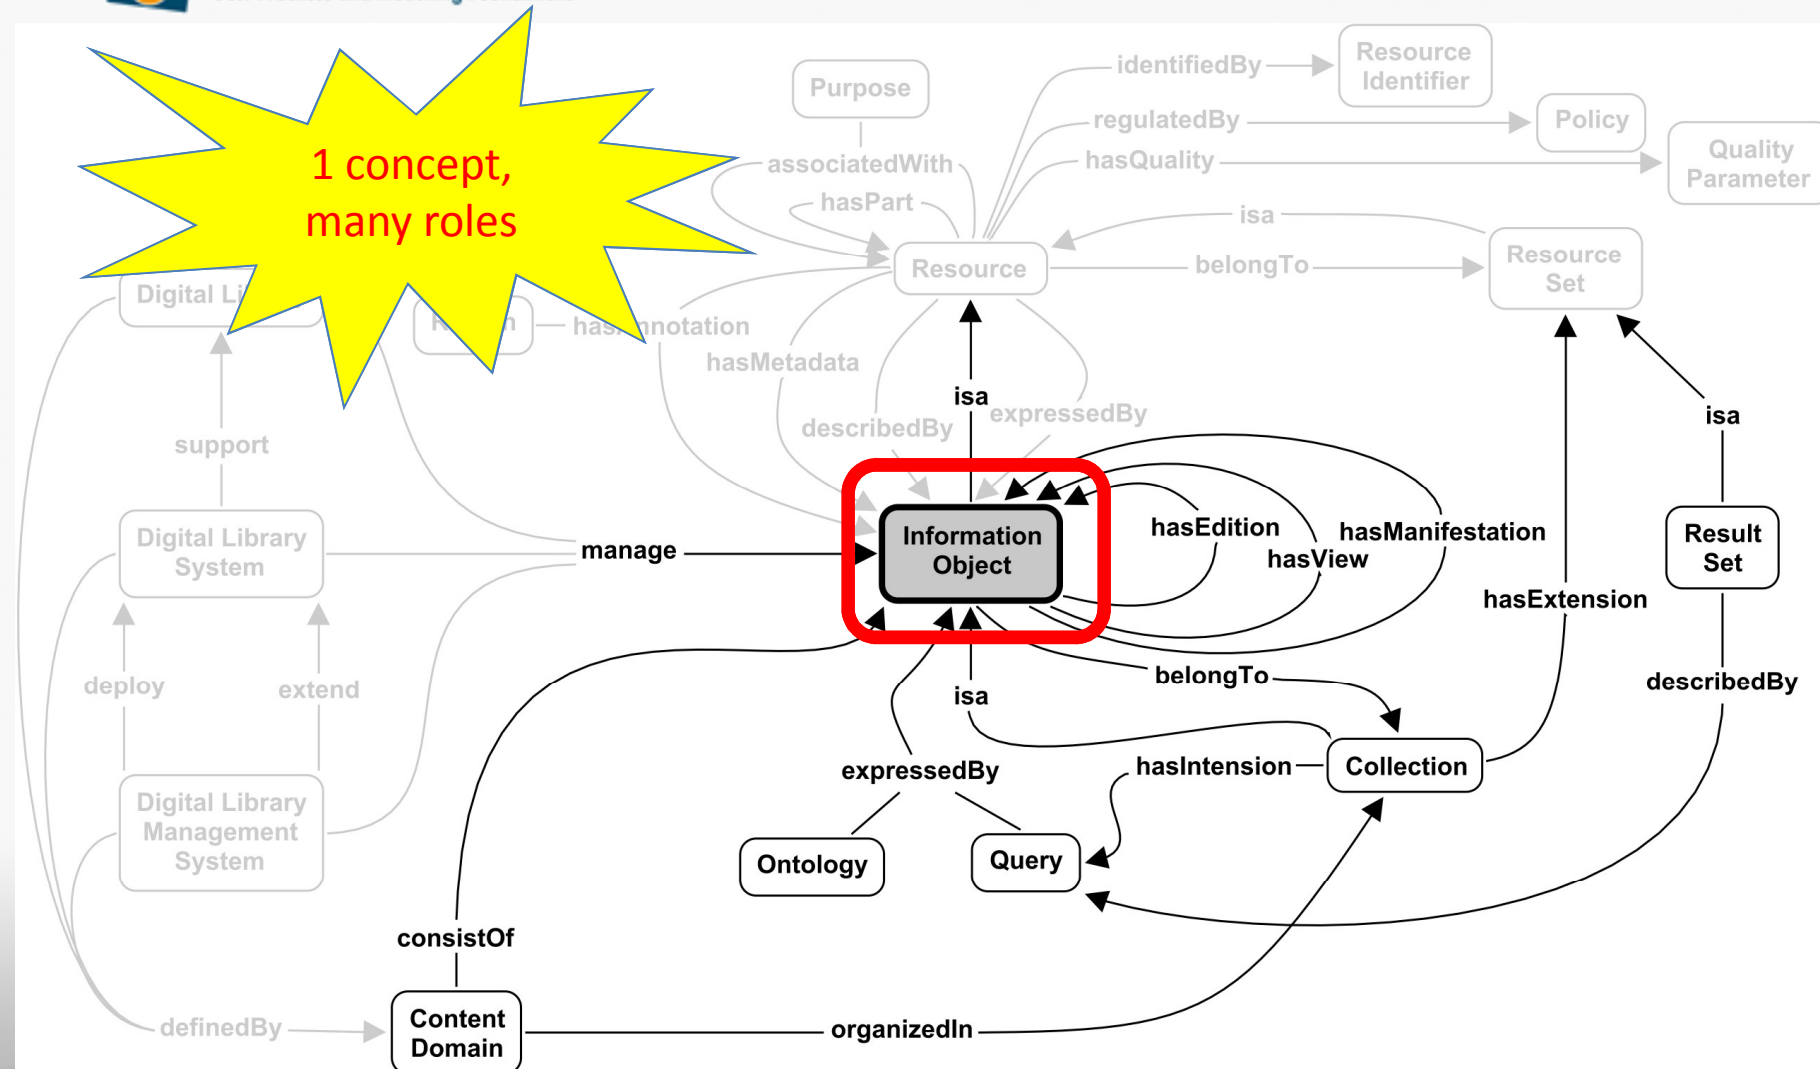 1 concept,
many roles
Purpose
identifiedBy
Resource
Identifier
regulatedBy
Policy
associatedWith
hasQuality
Quality
Parameter
hasPart
isa
Resource
belongTo
Resource
Set
Digital Li
hasAnnotation
hasMetadata
isa
expressedBy
describedBy
isa
support
Information
Object
hasEdition
hasManifestation
hasView
Result
Set
Digital Library
System
manage
hasExtension
deploy
extend
isa
belongTo
describedBy
expressedBy
hasIntension
Collection
Digital Library
Management
System
Ontology
Query
consistOf
definedBy
Content
Domain
organizedIn